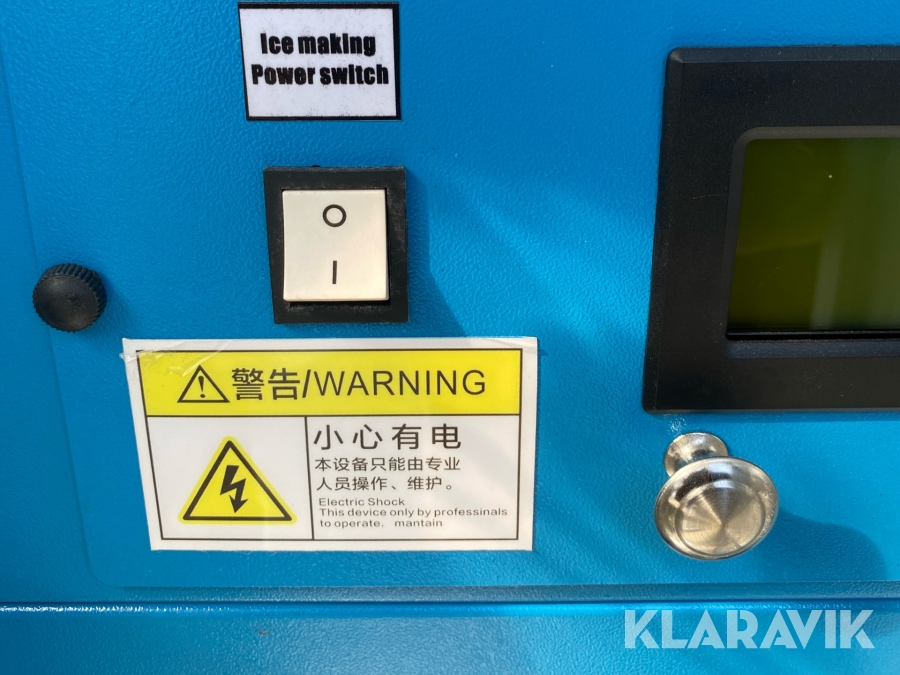 Ice making
Power switch
O
I
警告/WARNING
小心有电
本设备只能由专业
人员操作、维护。
Electric Shock
This device only by professinals
to operate. mantain
KLARAVIK